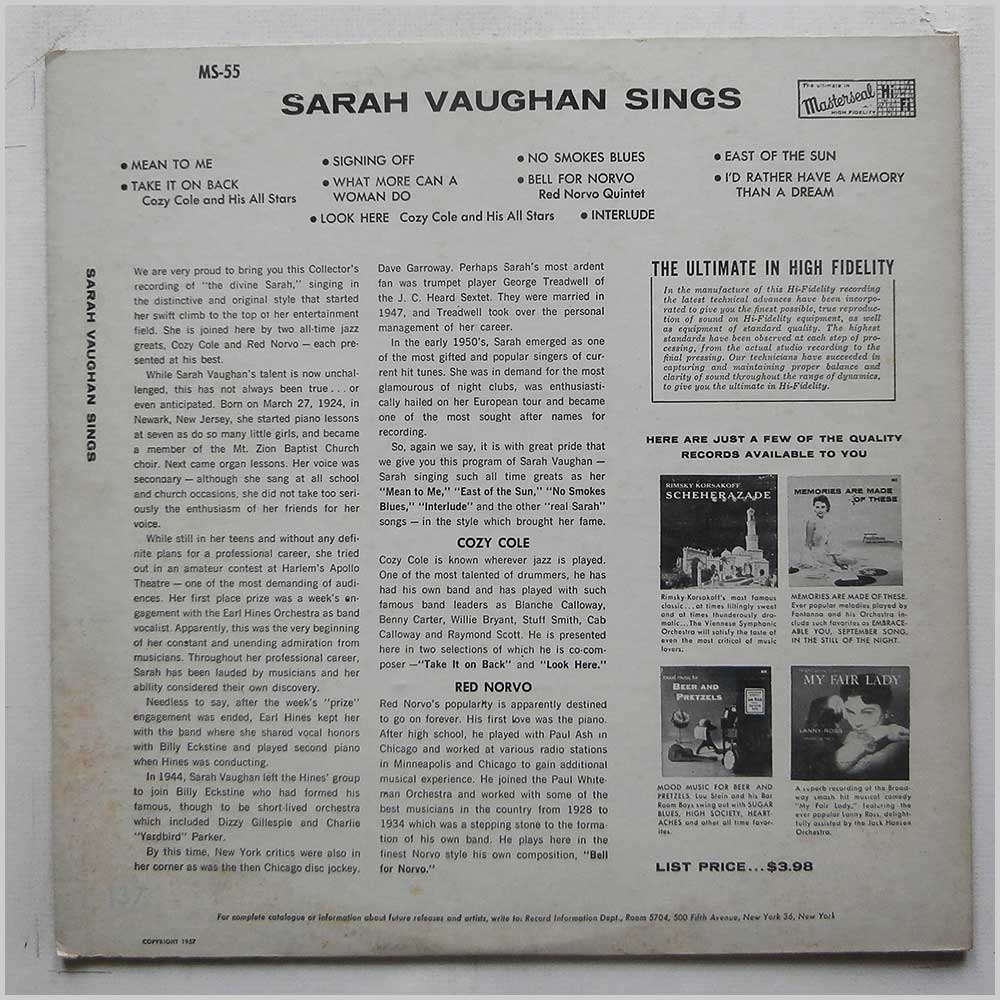 MS-55
SARAH VAUGHAN SINGS
The ultimate in
Masterseal
HIGH FIDELITY
Hi Fi
• MEAN TO ME
• TAKE IT ON BACK
Cozy Cole and His All Stars
• SIGNING OFF
• WHAT MORE CAN A
WOMAN DO
• NO SMOKES BLUES
• BELL FOR NORVO
Red Norvo Quintet
• EAST OF THE SUN
• I'D RATHER HAVE A MEMORY
THAN A DREAM
• LOOK HERE Cozy Cole and His All Stars
• INTERLUDE
SARAH VAUGHAN SINGS
We are very proud to bring you this Collector's
recording of "the divine Sarah," singing in
the distinctive and original style that started
her swift climb to the top of her entertainment
field. She is joined here by two all-time jazz
greats, Cozy Cole and Red Norvo — each pre-
sented at his best.
While Sarah Vaughan's talent is now unchal-
lenged, this has not always been true . . . or
even anticipated. Born on March 27, 1924, in
Newark, New Jersey, she started piano lessons
at seven as do so many little girls, and became
a member of the Mt. Zion Baptist Church
choir. Next came organ lessons. Her voice was
secondary — although she sang at all school
and church occasions, she did not take too seri-
ously the enthusiasm of her friends for her
voice.
While still in her teens and without any defi-
nite plans for a professional career, she tried
out in an amateur contest at Harlem's Apollo
Theatre — one of the most demanding of audi-
ences. Her first place prize was a week's en-
gagement with the Earl Hines Orchestra as band
vocalist. Apparently, this was the very beginning
of her constant and unending admiration from
musicians. Throughout her professional career,
Sarah has been lauded by musicians and her
ability considered their own discovery.
Needless to say, after the week's "prize"
engagement was ended, Earl Hines kept her
with the band where she shared vocal honors
with Billy Eckstine and played second piano
when Hines was conducting.
In 1944, Sarah Vaughan left the Hines' group
to join Billy Eckstine who had formed his
famous, though to be short-lived orchestra
which included Dizzy Gillespie and Charlie
"Yardbird" Parker.
By this time, New York critics were also in
her corner as was the then Chicago disc jockey,
Dave Garroway. Perhaps Sarah's most ardent
fan was trumpet player George Treadwell of
the J. C. Heard Sextet. They were married in
1947, and Treadwell took over the personal
management of her career.
In the early 1950's, Sarah emerged as one
of the most gifted and popular singers of cur-
rent hit tunes. She was in demand for the most
glamourous of night clubs, was enthusiasti-
cally hailed on her European tour and became
one of the most sought after names for
recording.
So, again we say, it is with great pride that
we give you this program of Sarah Vaughan —
Sarah singing such all time greats as her
"Mean to Me," "East of the Sun," "No Smokes
Blues," "Interlude" and the other "real Sarah"
songs — in the style which brought her fame.
COZY COLE
Cozy Cole is known wherever jazz is played.
One of the most talented of drummers, he has
had his own band and has played with such
famous band leaders as Blanche Calloway,
Benny Carter, Willie Bryant, Stuff Smith, Cab
Calloway and Raymond Scott. He is presented
here in two selections of which he is co-com-
poser —"Take It on Back" and "Look Here."
RED NORVO
Red Norvo's popularity is apparently destined
to go on forever. His first love was the piano.
After high school, he played with Paul Ash in
Chicago and worked at various radio stations
in Minneapolis and Chicago to gain additional
musical experience. He joined the Paul White-
man Orchestra and worked with some of the
best musicians in the country from 1928 to
1934 which was a stepping stone to the forma-
tion of his own band. He plays here in the
finest Norvo style his own composition, "Bell
for Norvo."
THE ULTIMATE IN HIGH FIDELITY
In the manufacture of this Hi-Fidelity recording
the latest technical advances have been incorpo-
rated to give you the finest possible, true reproduc-
tion of sound on Hi-Fidelity equipment, as well
as equipment of standard quality. The highest
standards have been observed at each step of pro-
cessing, from the actual studio recording to the
final pressing. Our technicians have succeeded in
capturing and maintaining proper balance and
clarity of sound throughout the range of dynamics,
to give you the ultimate in Hi-Fidelity.
HERE ARE JUST A FEW OF THE QUALITY
RECORDS AVAILABLE TO YOU
RIMSKY KORSAKOFF
SCHEHERAZADE
MEMORIES ARE MADE
OF THESE
Rimsky-Korsakoff's most famous
classic...at times liltingly sweet
and at times thunderously dra-
matic...The Viennese Symphonic
Orchestra will satisfy the taste of
even the most critical of music
lovers.
MEMORIES ARE MADE OF THESE.
Ever popular melodies played by
Fontanna and his Orchestra in-
clude such favorites as EMBRACE-
ABLE YOU, SEPTEMBER SONG,
IN THE STILL OF THE NIGHT.
mood music for
BEER AND
PRETZELS
MY FAIR LADY
LANNY ROSS
MOOD MUSIC FOR BEER AND
PRETZELS. Lou Stein and his Bar
Room Boys swing out with SUGAR
BLUES, HIGH SOCIETY, HEART-
ACHES and other all time favor-
ites.
A superb recording of the Broad-
way smash hit musical comedy
"My Fair Lady," featuring the
ever popular Lanny Ross, delight-
fully assisted by the Jack Hansen
Orchestra.
LIST PRICE...$3.98
137
For complete catalogue or information about future releases and artists, write to: Record Information Dept., Room 5704, 500 Fifth Avenue, New York 36, New York
COPYRIGHT 1957